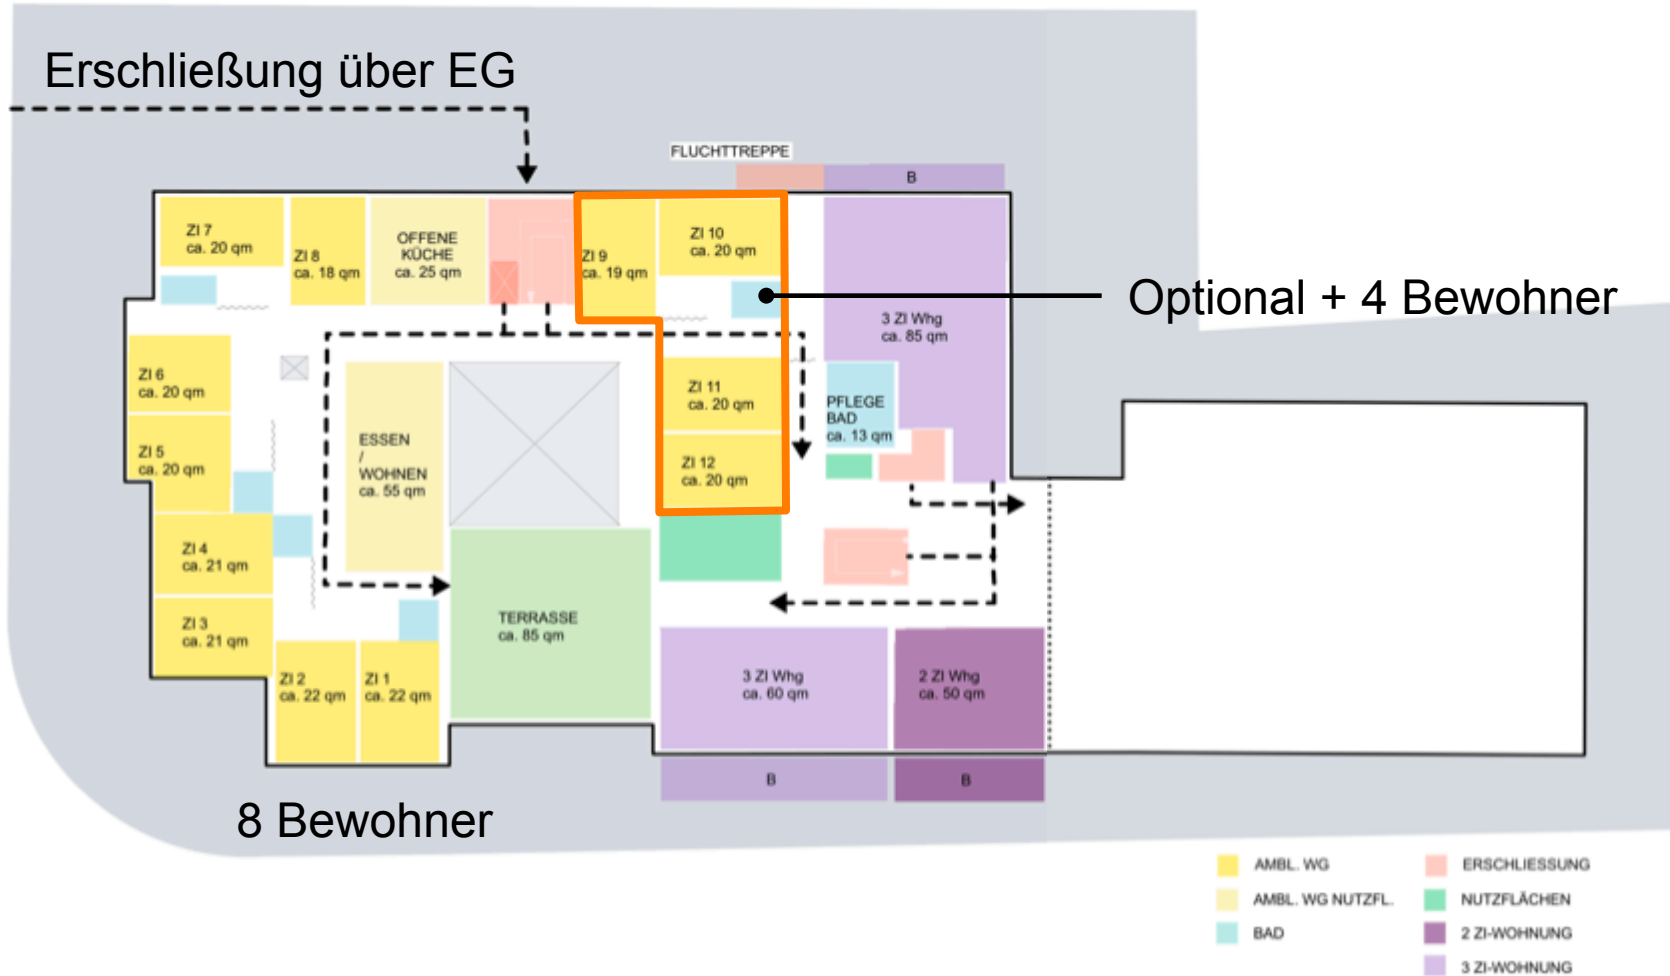 Erschließung über EG
FLUCHTTREPPE
B
ZI 7
ca. 20 qm
ZI 8
ca. 18 qm
OFFENE
KÜCHE
ca. 25 qm
ZI 9
ca. 19 qm
ZI 10
ca. 20 qm
Optional + 4 Bewohner
3 ZI Whg
ca. 85 qm
ZI 6
ca. 20 qm
ZI 11
ca. 20 qm
PFLEGE
BAD
ca. 13 qm
ZI 5
ca. 20 qm
ESSEN
/
WOHNEN
ca. 55 qm
ZI 12
ca. 20 qm
ZI 4
ca. 21 qm
ZI 3
ca. 21 qm
TERRASSE
ca. 85 qm
ZI 2
ca. 22 qm
ZI 1
ca. 22 qm
3 ZI Whg
ca. 60 qm
2 ZI Whg
ca. 50 qm
B
B
8 Bewohner
AMBL. WG
AMBL. WG NUTZFL.
BAD
ERSCHLIESSUNG
NUTZFLÄCHEN
2 ZI-WOHNUNG
3 ZI-WOHNUNG